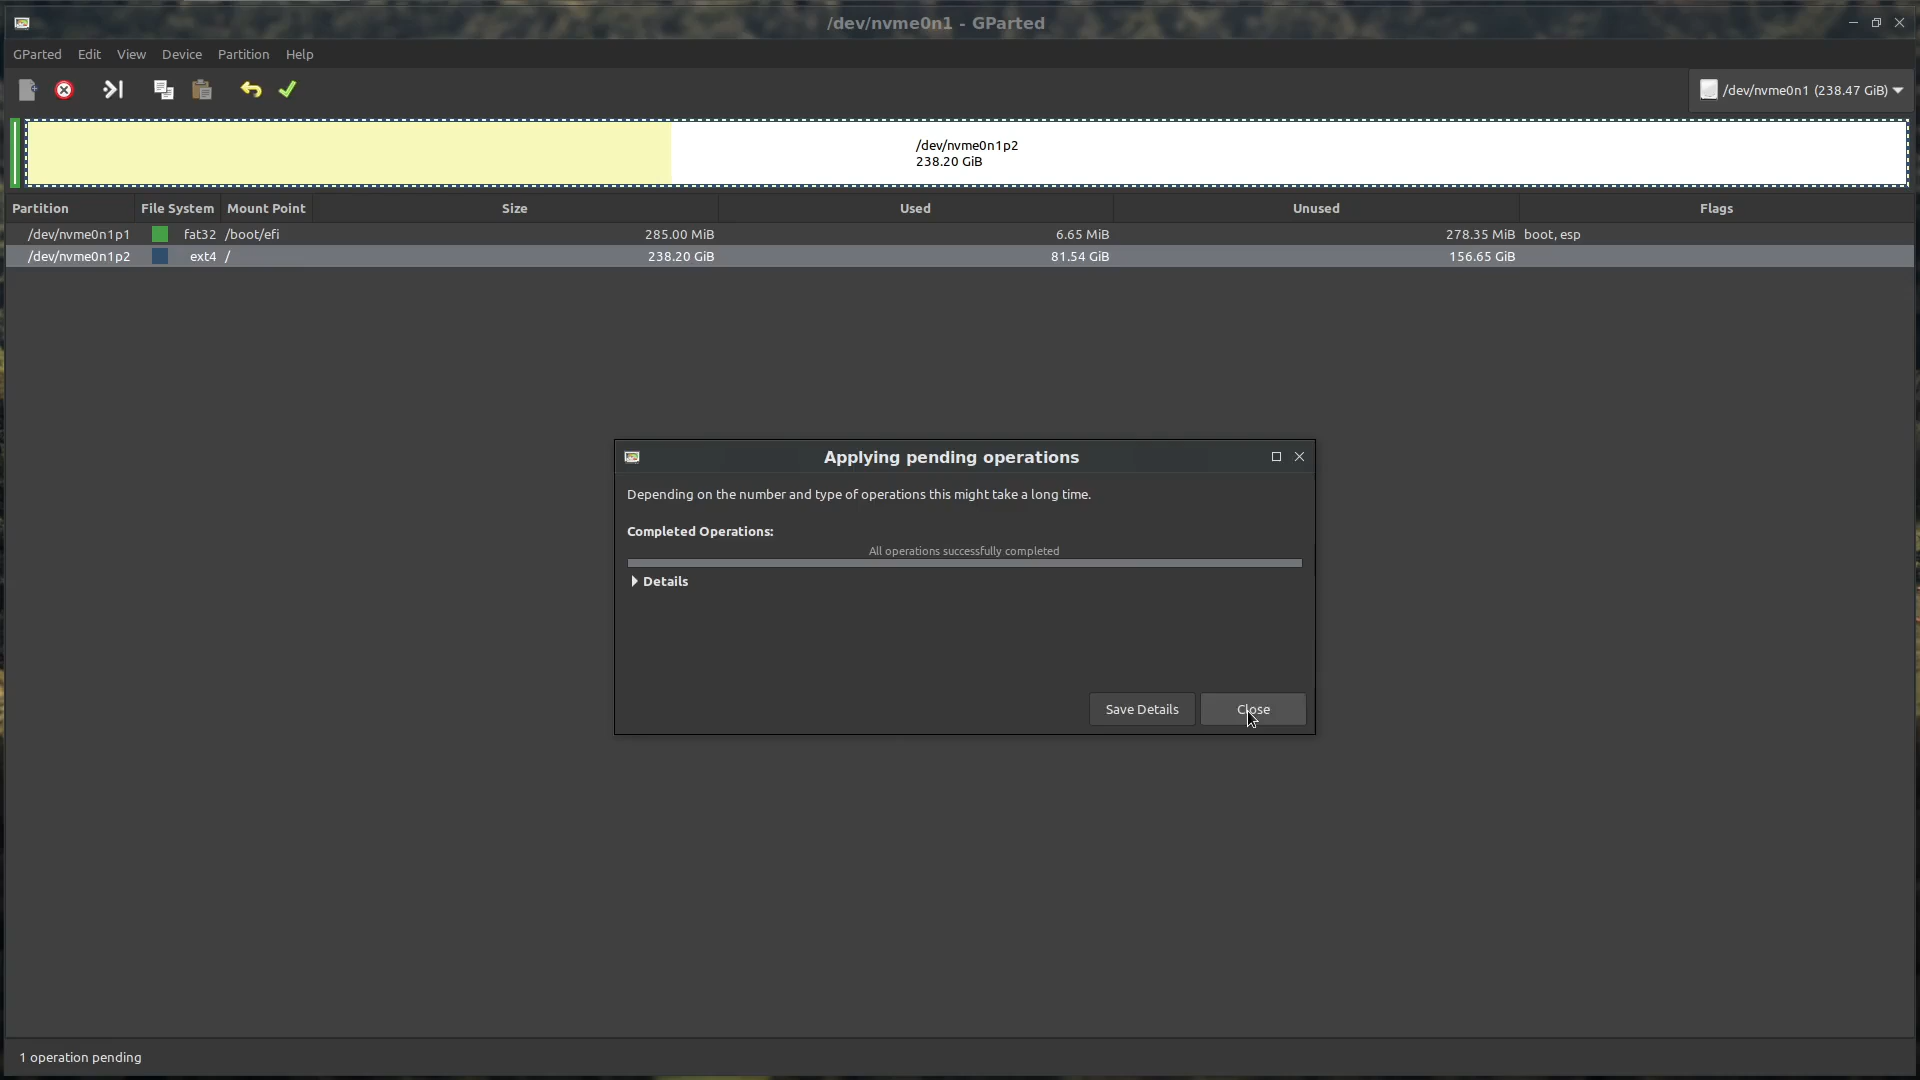 /dev/nvme0n1 - GParted
GParted Edit View Device Partition Help
/dev/nvme0n1 (238.47 GiB)
/dev/nvme0n1p2
238.20 GiB
Partition File System Mount Point Size Used Unused Flags
/dev/nvme0n1p1 fat32 /boot/efi 285.00 MiB 6.65 MiB 278.35 MiB boot, esp
/dev/nvme0n1p2 ext4 / 238.20 GiB 81.54 GiB 156.65 GiB
Applying pending operations
Depending on the number and type of operations this might take a long time.
Completed Operations:
All operations successfully completed
Details
Save Details Close
1 operation pending